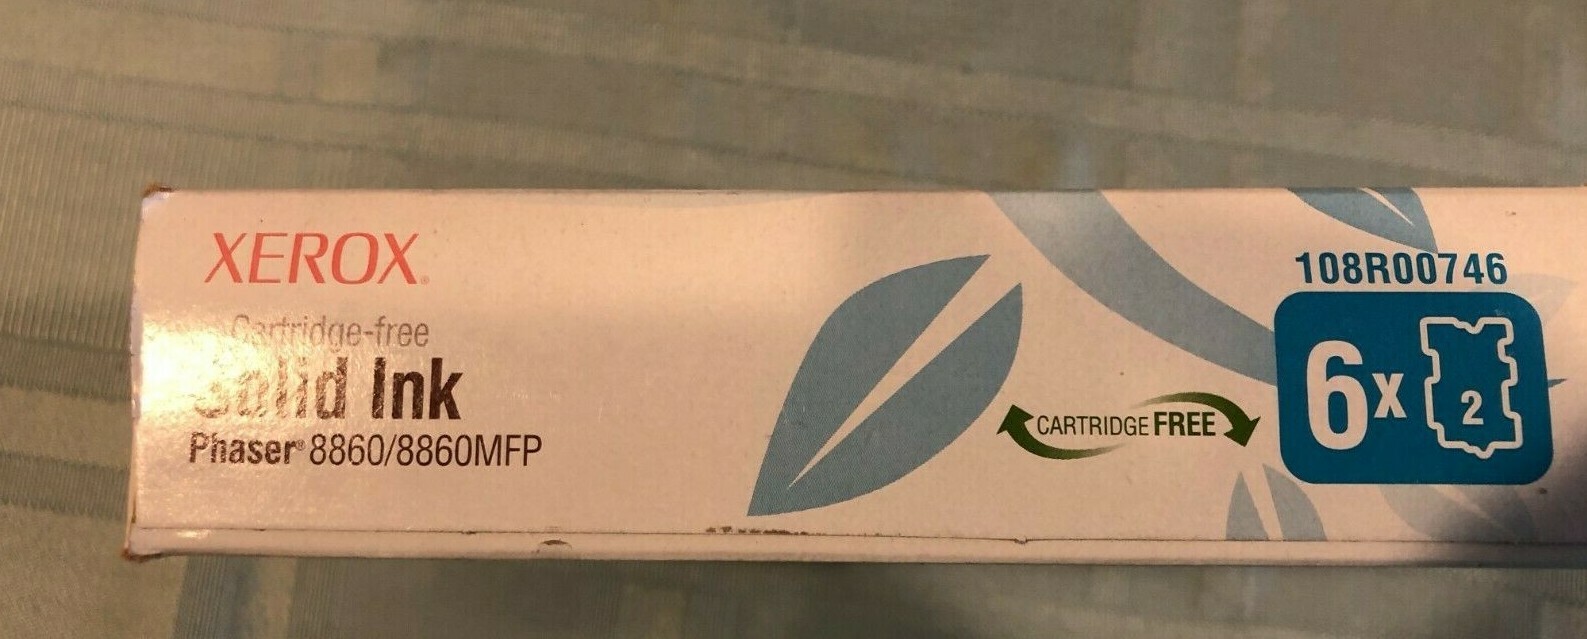 XEROX®
Cartridge-free
Solid Ink
Phaser® 8860/8860MFP
CARTRIDGE FREE
108R00746
6x 2